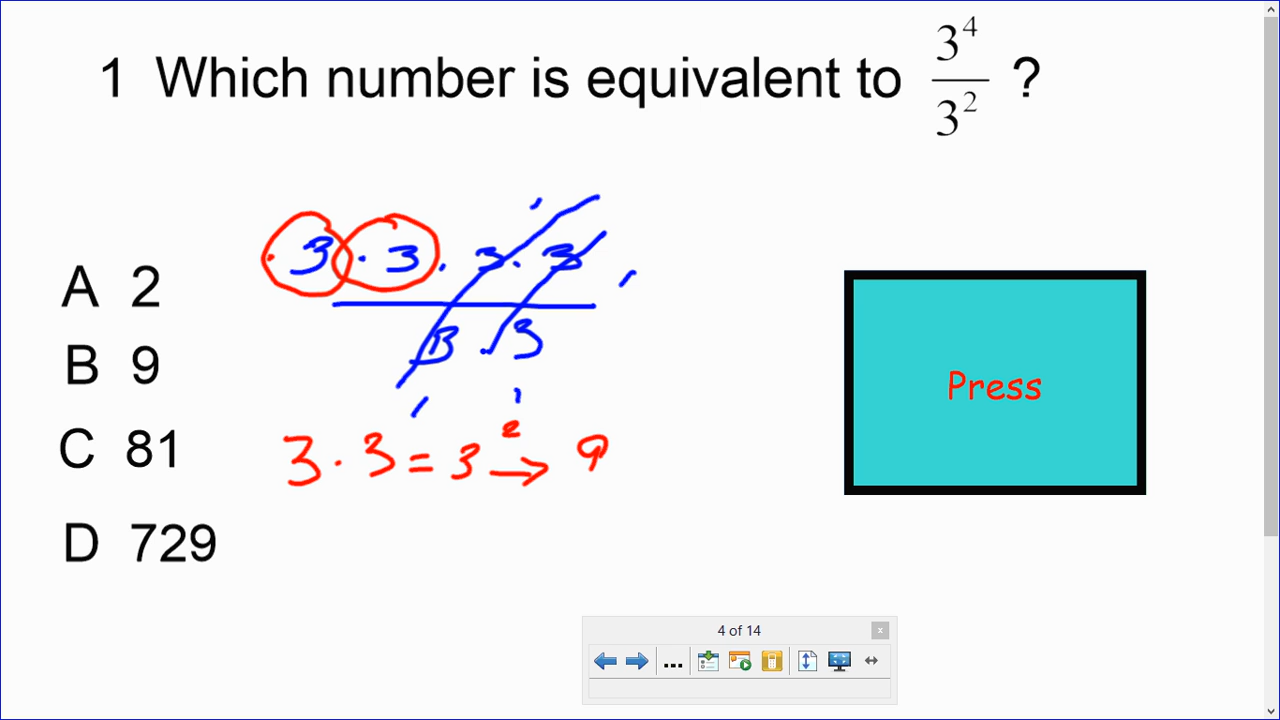 1 Which number is equivalent to 3^4/3^2 ?
· 3 · 3 . 3 . 3
3 . 3
A 2
B 9
C 81
D 729
3 · 3 = 3^2 → 9
Press
4 of 14